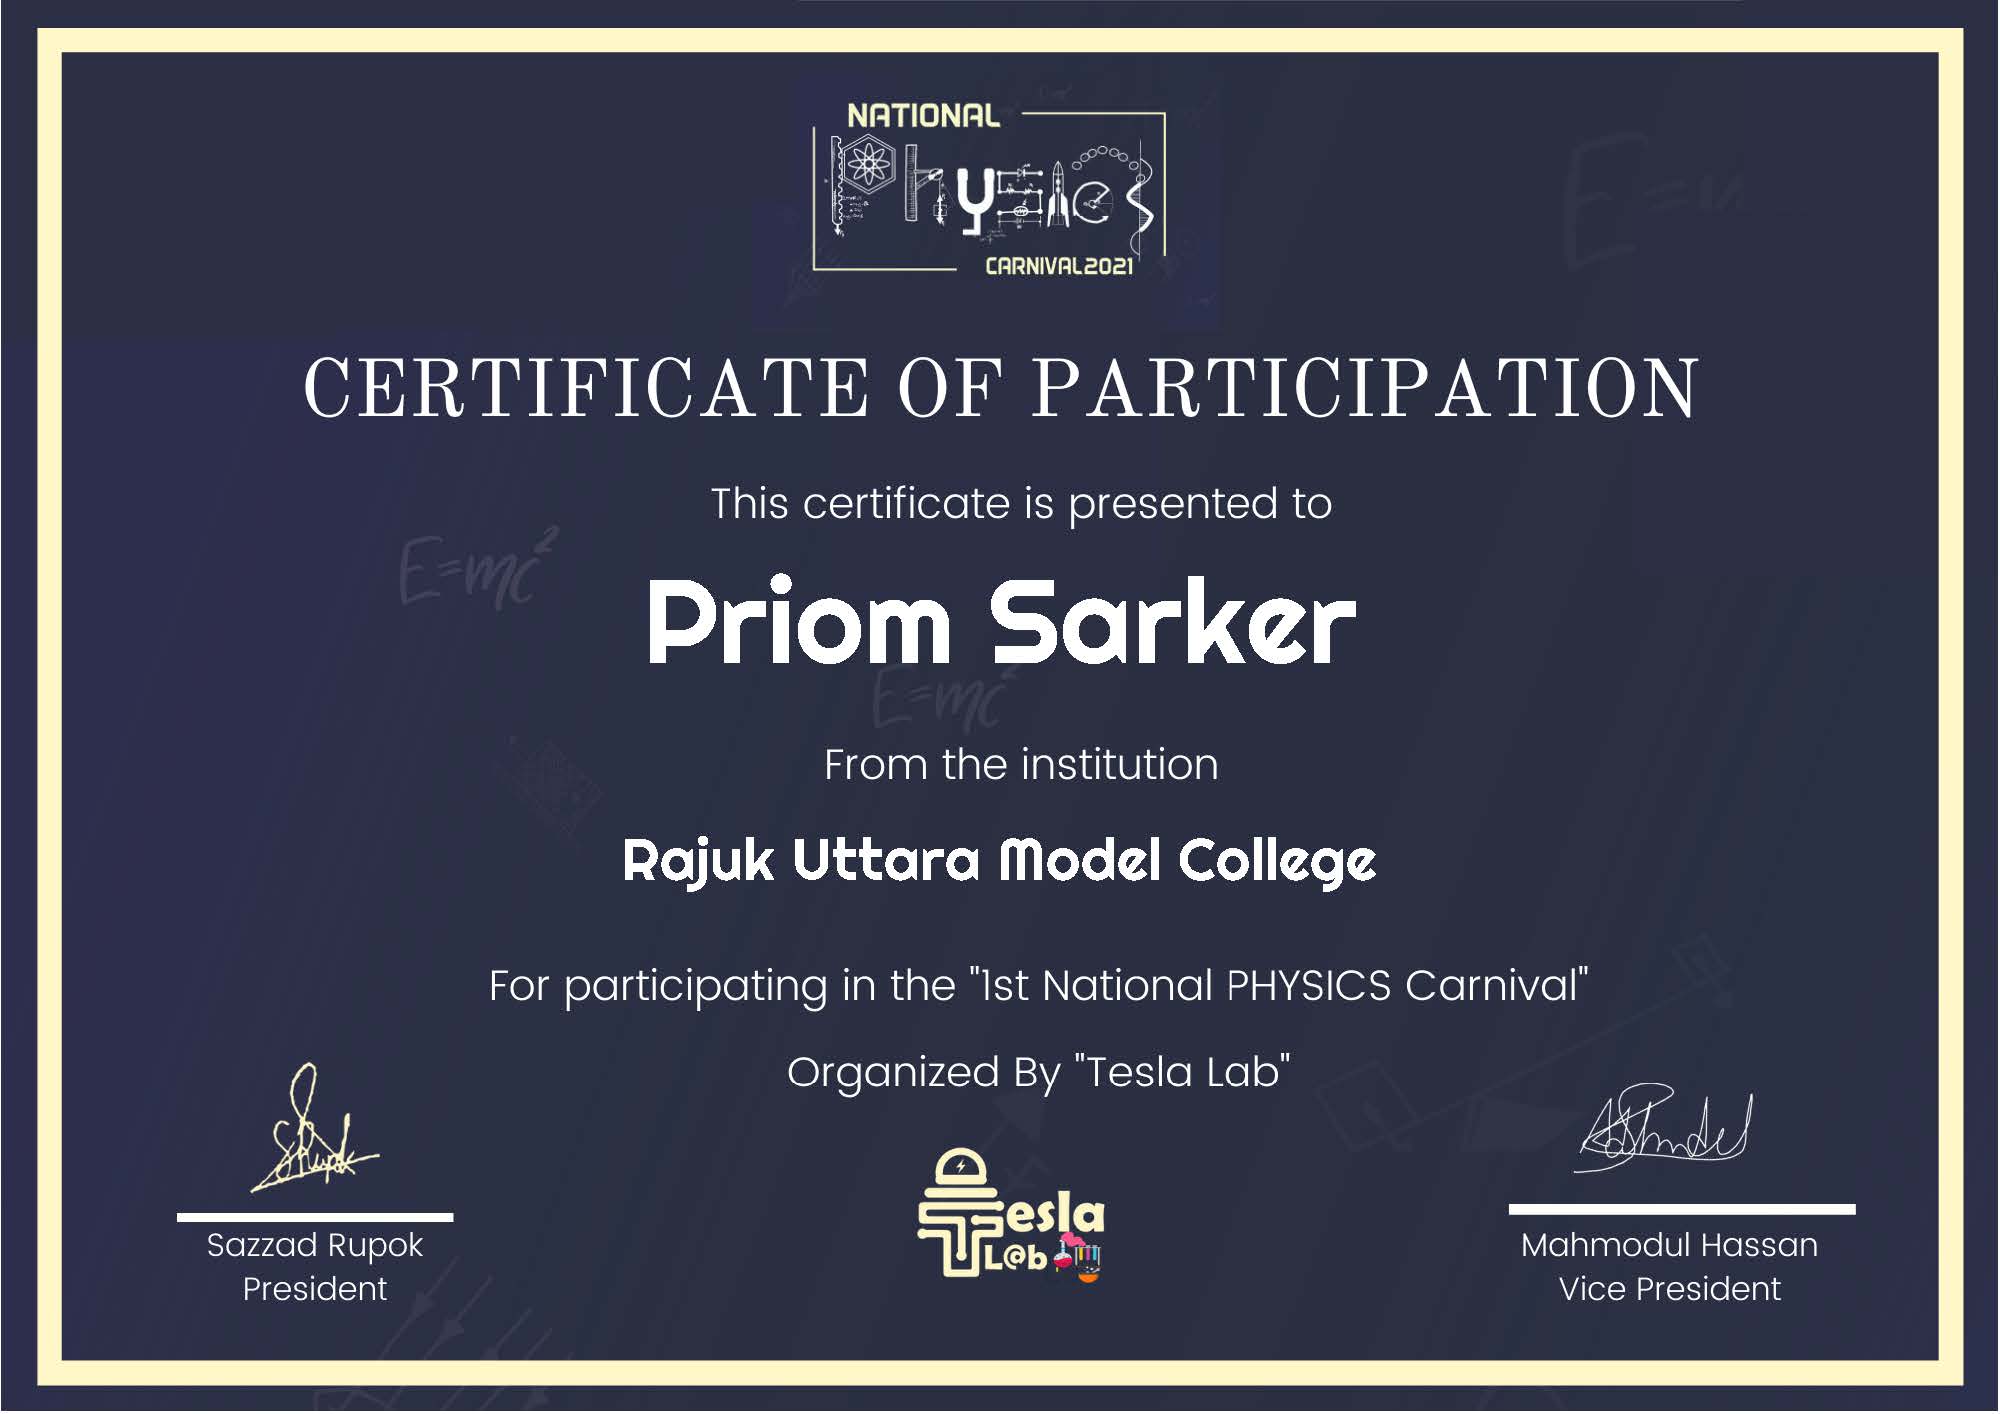 NATIONAL
Physics
CARNIVAL2021
E=m
CERTIFICATE OF PARTICIPATION
This certificate is presented to
E=mc²
Priom Sarker
E=mc²
From the institution
Rajuk Uttara Model College
For participating in the "1st National PHYSICS Carnival"
Organized By "Tesla Lab"
Tesla
L@b
Sazzad Rupok
President
Mahmodul Hassan
Vice President